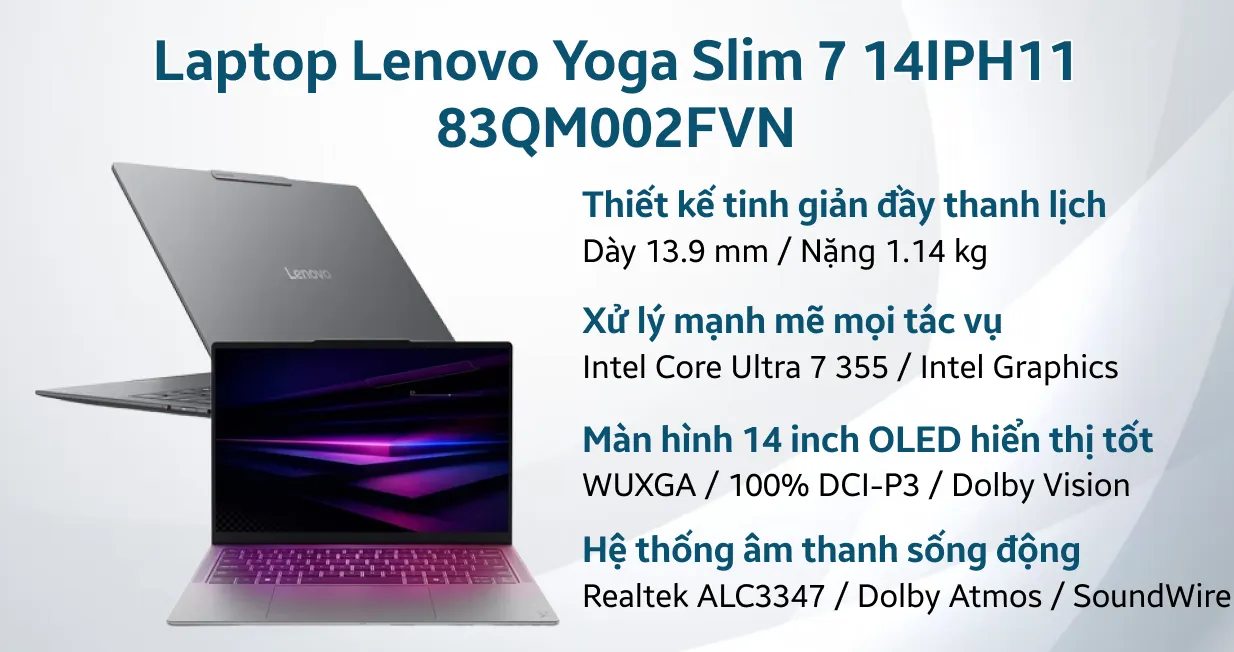 Laptop Lenovo Yoga Slim 7 14IPH11
83QM002FVN
Thiết kế tinh giản đầy thanh lịch
Dày 13.9 mm / Nặng 1.14 kg
Xử lý mạnh mẽ mọi tác vụ
Intel Core Ultra 7 355 / Intel Graphics
Màn hình 14 inch OLED hiển thị tốt
WUXGA / 100% DCI-P3 / Dolby Vision
Hệ thống âm thanh sống động
Realtek ALC3347 / Dolby Atmos / SoundWire
Lenovo